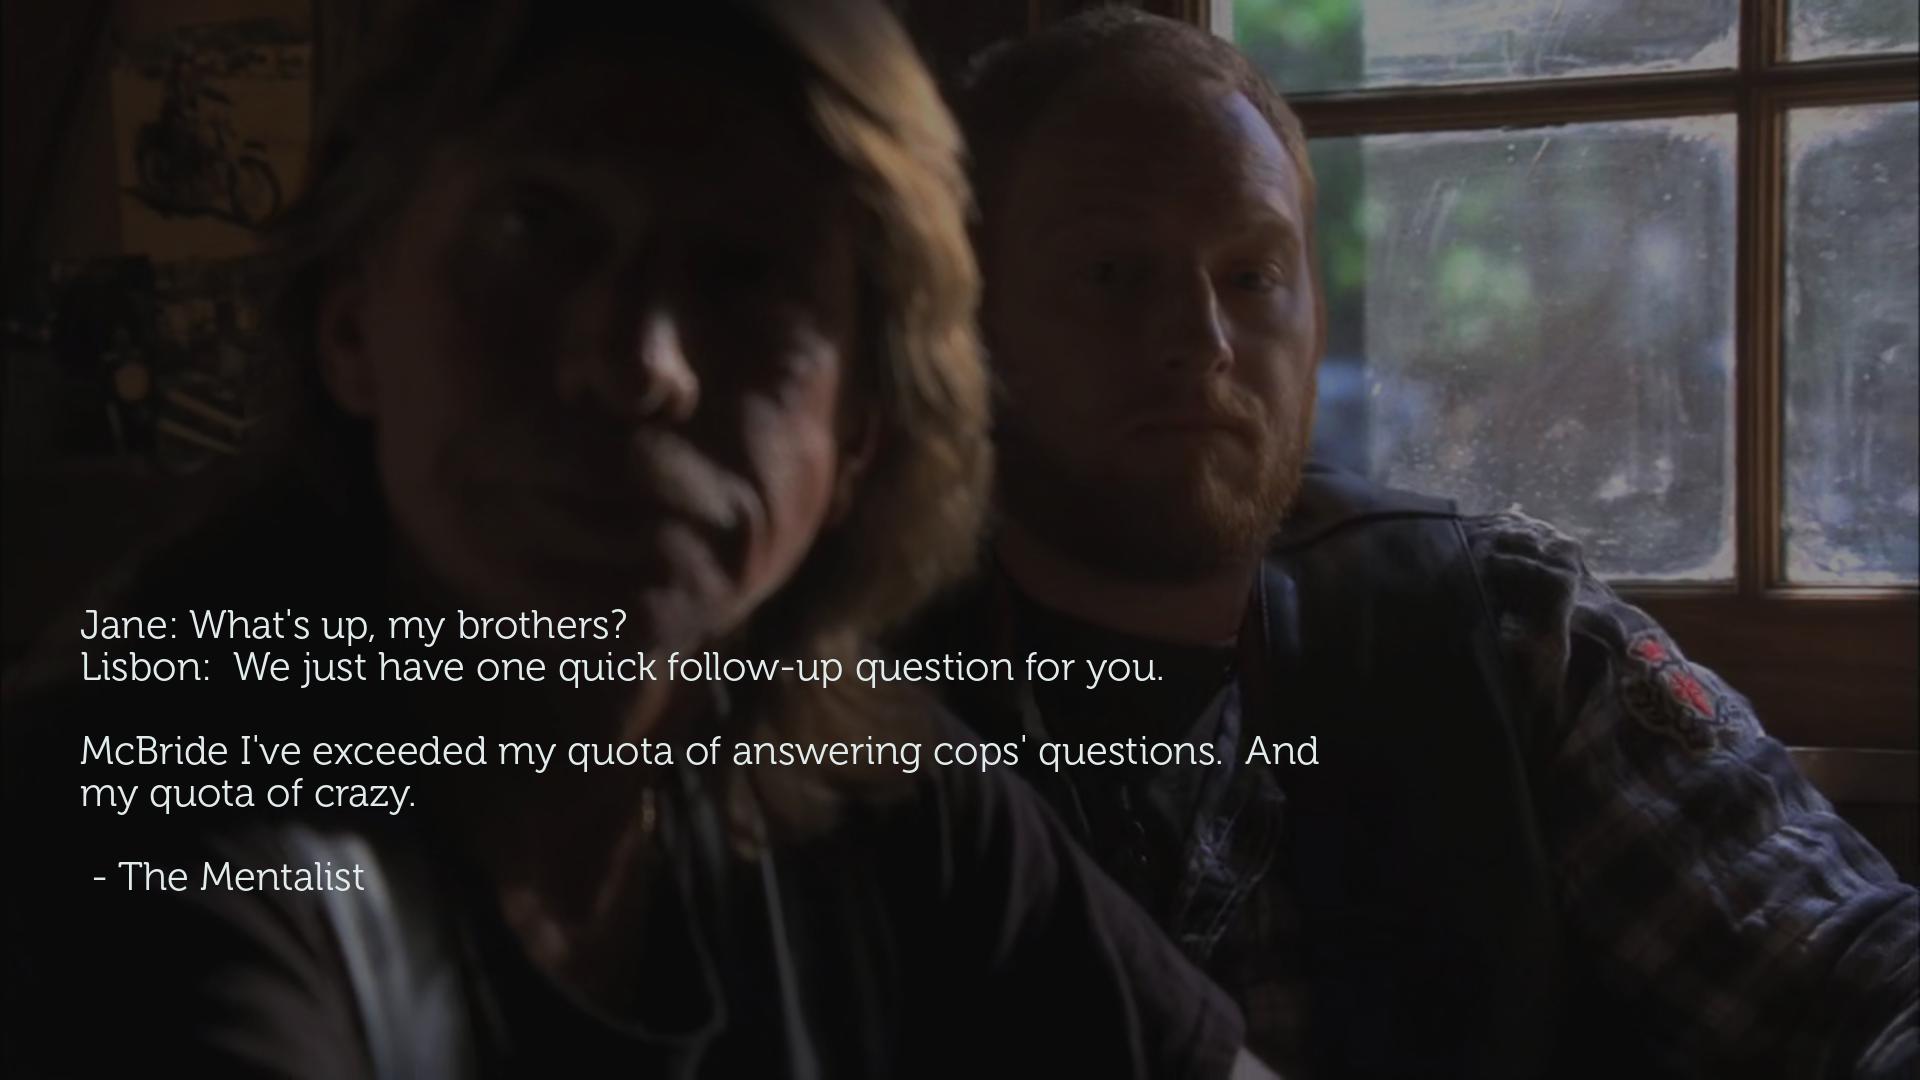 Jane: What's up, my brothers?
Lisbon:  We just have one quick follow-up question for you.
McBride I've exceeded my quota of answering cops' questions.  And
my quota of crazy.
- The Mentalist